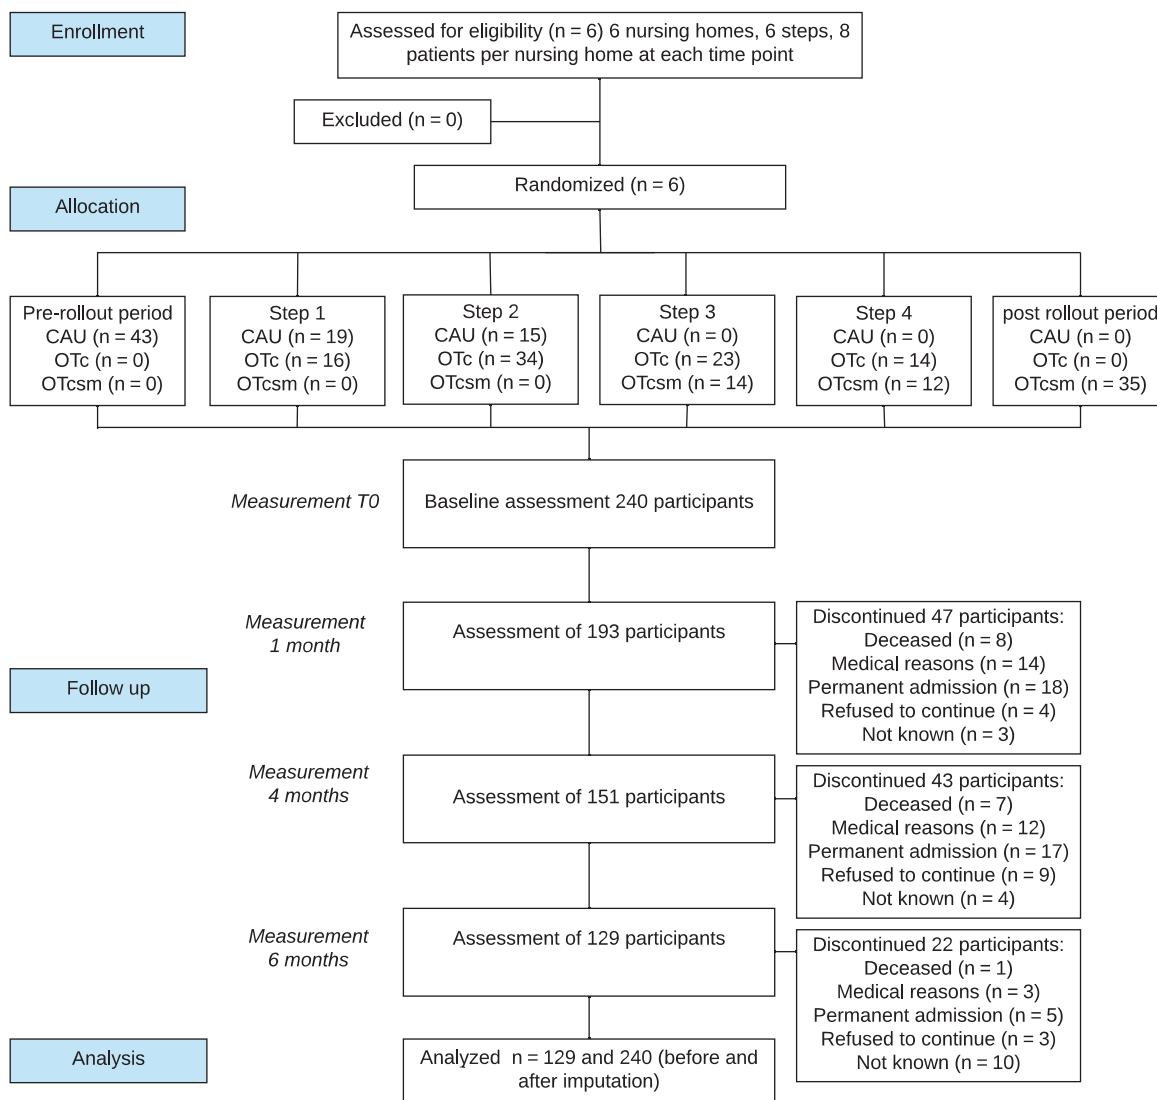 Enrollment
Assessed for eligibility (n = 6) 6 nursing homes, 6 steps, 8
patients per nursing home at each time point
Excluded (n = 0)
Randomized (n = 6)
Allocation
Pre-rollout period
CAU (n = 43)
OTc (n = 0)
OTcsm (n = 0)
Step 1
CAU (n = 19)
OTc (n = 16)
OTcsm (n = 0)
Step 2
CAU (n = 15)
OTc (n = 34)
OTcsm (n = 0)
Step 3
CAU (n = 0)
OTc (n = 23)
OTcsm (n = 14)
Step 4
CAU (n = 0)
OTc (n = 14)
OTcsm (n = 12)
post rollout period
CAU (n = 0)
OTc (n = 0)
OTcsm (n = 35)
Measurement T0
Baseline assessment 240 participants
Measurement
1 month
Assessment of 193 participants
Discontinued 47 participants:
Deceased (n = 8)
Medical reasons (n = 14)
Permanent admission (n = 18)
Refused to continue (n = 4)
Not known (n = 3)
Follow up
Measurement
4 months
Assessment of 151 participants
Discontinued 43 participants:
Deceased (n = 7)
Medical reasons (n = 12)
Permanent admission (n = 17)
Refused to continue (n = 9)
Not known (n = 4)
Measurement
6 months
Assessment of 129 participants
Discontinued 22 participants:
Deceased (n = 1)
Medical reasons (n = 3)
Permanent admission (n = 5)
Refused to continue (n = 3)
Not known (n = 10)
Analysis
Analyzed n = 129 and 240 (before and
after imputation)